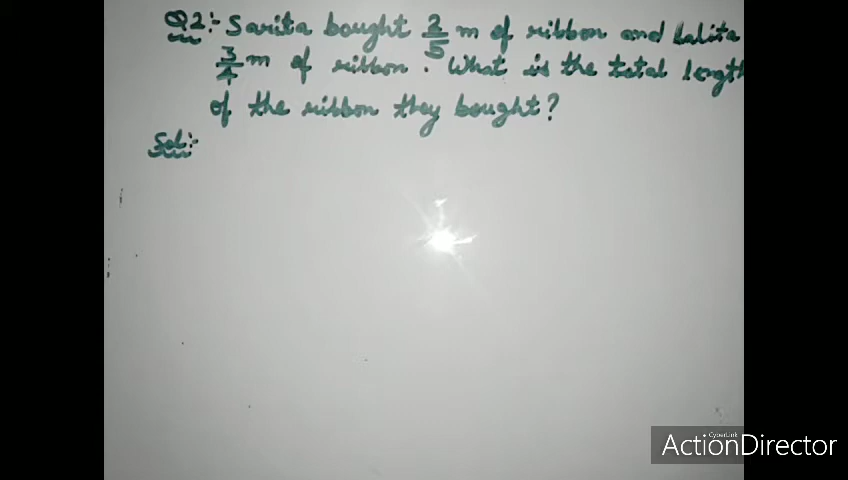 Q2:- Sarita bought 2/5 m of ribbon and Lalita
3/4 m of ribbon. What is the total length
of the ribbon they bought?
Sol:-
CyberLink
ActionDirector